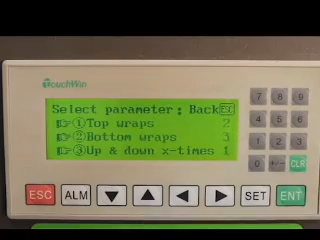 TouchWin
Select parameter: Back ESC
①Top wraps 2
②Bottom wraps 3
③Up & down x-times 1
7 8 9
4 5 6
1 2 3
0 +/- CLR
ESC ALM ▼ ▲ ◀ ▶ SET ENT